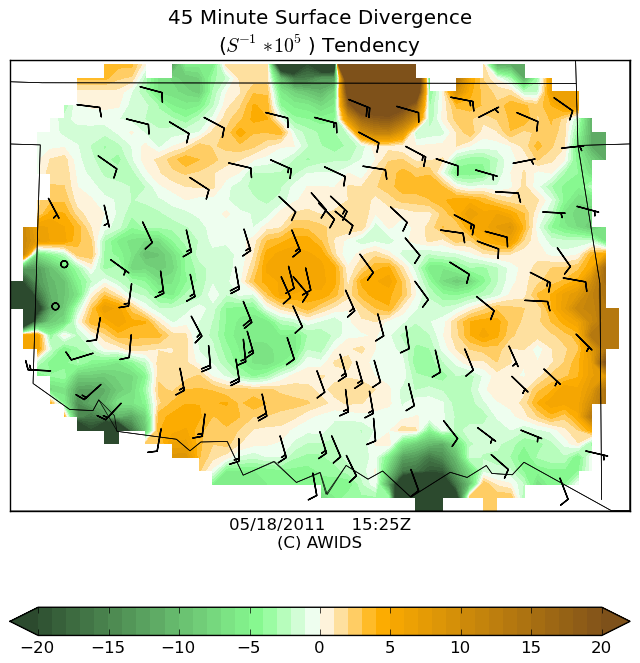 45 Minute Surface Divergence
(S⁻¹ *10⁵ ) Tendency
05/18/2011 15:25Z
(C) AWIDS
−20 −15 −10 −5 0 5 10 15 20